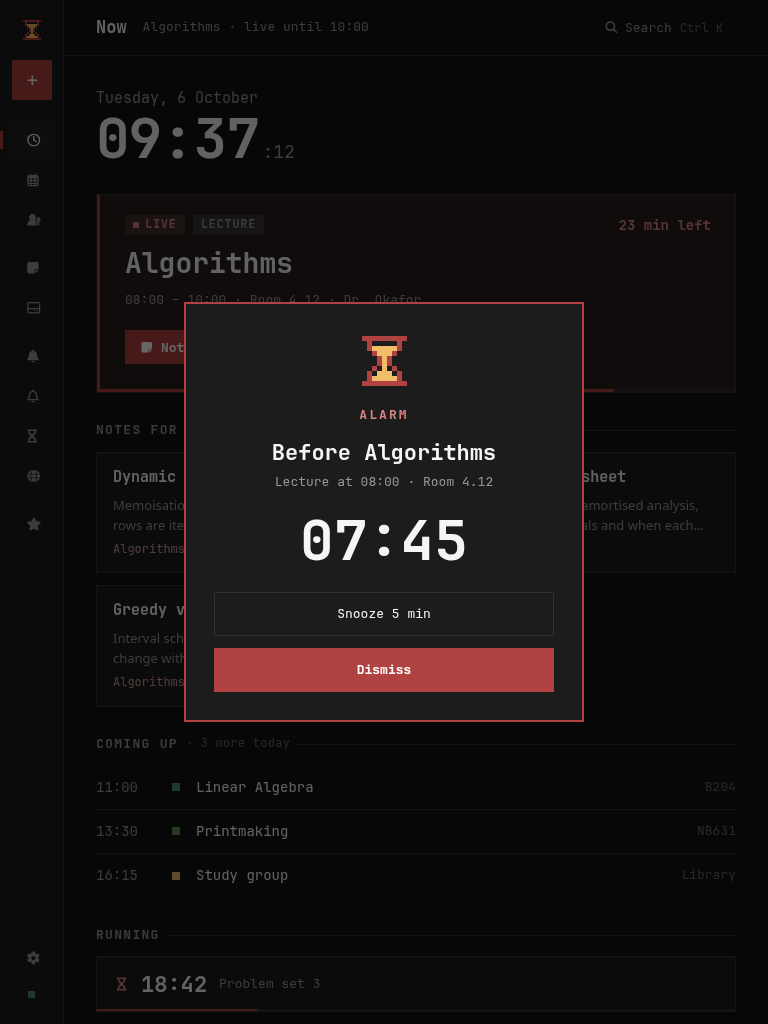 Now Algorithms · live until 10:00 Search Ctrl K
+
Tuesday, 6 October
09:37 :12
LIVE LECTURE 23 min left
Algorithms
08:00 – 10:00 · Room 4.12 · Dr. Okafor
ALARM
Before Algorithms
Lecture at 08:00 · Room 4.12
07:45
Snooze 5 min
Dismiss
NOTES FOR
Dynamic
Memoisatio
rows are ite
Algorithms
sheet
amortised analysis,
als and when each...
Greedy v
Interval sch
change with
Algorithms
COMING UP · 3 more today
11:00 Linear Algebra B204
13:30 Printmaking NB631
16:15 Study group Library
RUNNING
18:42 Problem set 3